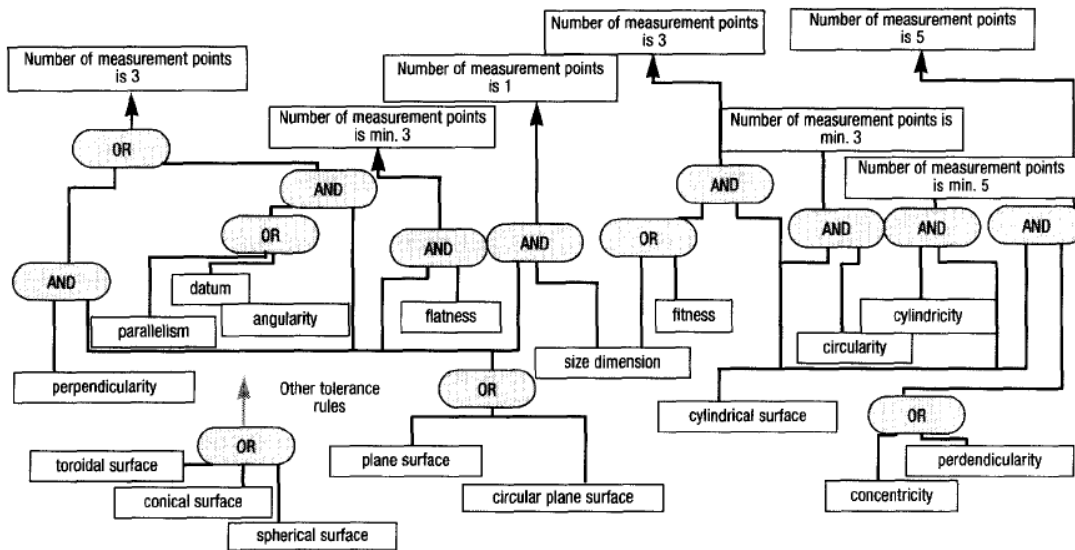 Number of measurement points
is 3
Number of measurement points
is 5
Number of measurement points
is 3
Number of measurement points
is 1
Number of measurement points
is min. 3
Number of measurement points is
min. 3
OR
Number of measurement points
is min. 5
AND
AND
OR
AND
AND
OR
AND
AND
AND
AND
datum
angularity
flatness
fitness
cylindricity
parallelism
circularity
size dimension
perpendicularity
Other tolerance
rules
OR
cylindrical surface
OR
OR
toroidal surface
plane surface
perdendicularity
conical surface
circular plane surface
concentricity
spherical surface